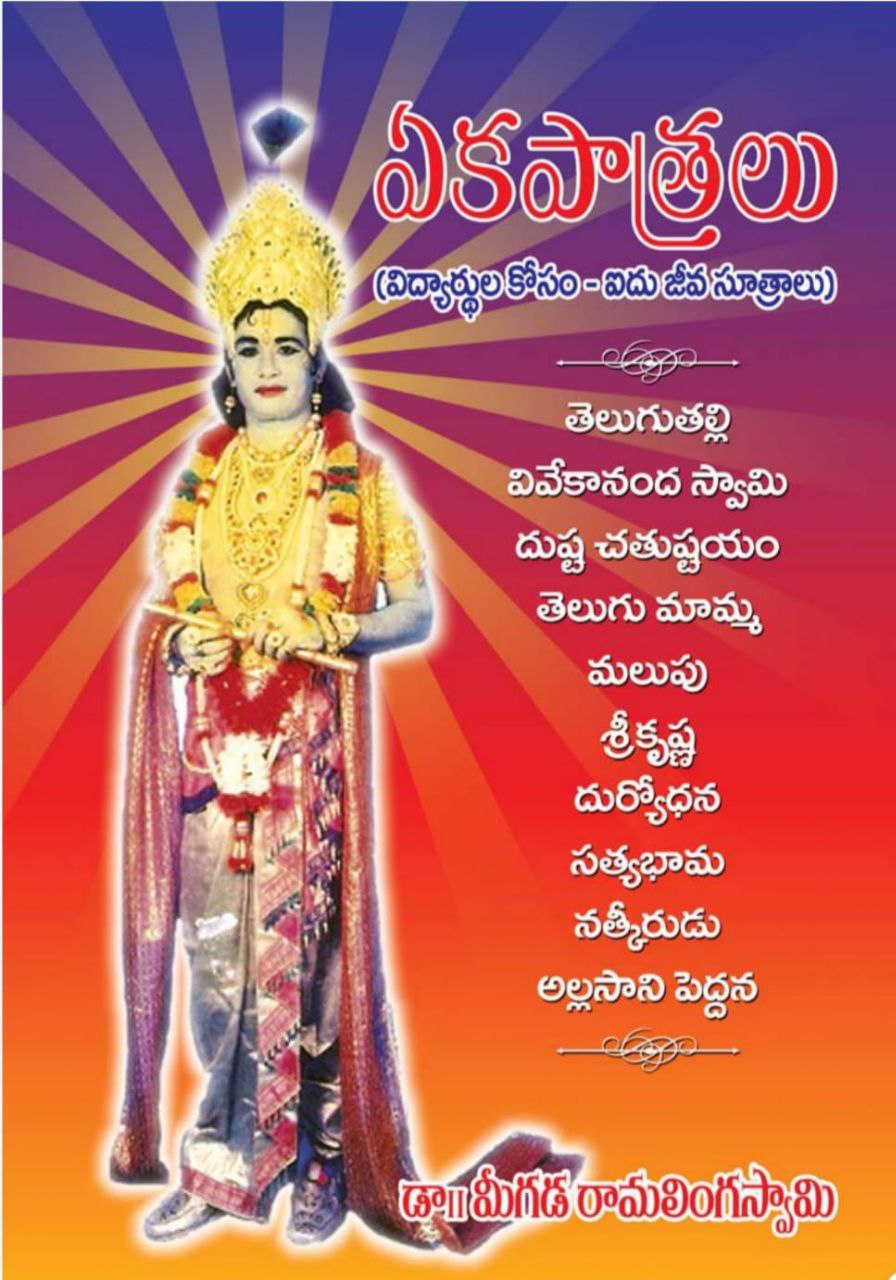 ఏకపాత్రలు
(విద్యార్థుల కోసం - ఐదు జీవ సూత్రాలు)
తెలుగుతల్లి
వివేకానంద స్వామి
దుష్ట చతుష్టయం
తెలుగు మామ్మ
మలుపు
శ్రీకృష్ణ
దుర్యోధన
సత్యభామ
నత్కీరుడు
అల్లసాని పెద్దన
డా॥ మీగడ రామలింగస్వామి